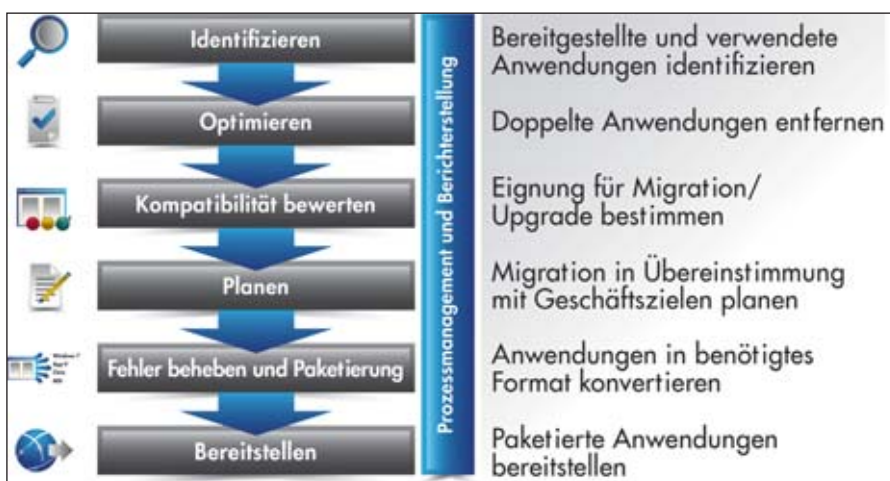 Identifizieren
Bereitgestellte und verwendete
Anwendungen identifizieren
Optimieren
Doppelte Anwendungen entfernen
Kompatibilität bewerten
Eignung für Migration/
Upgrade bestimmen
Planen
Migration in Übereinstimmung
mit Geschäftszielen planen
Fehler beheben und Paketierung
Anwendungen in benötigtes
Format konvertieren
Bereitstellen
Paketierte Anwendungen
bereitstellen
Prozessmanagement und Berichterstellung